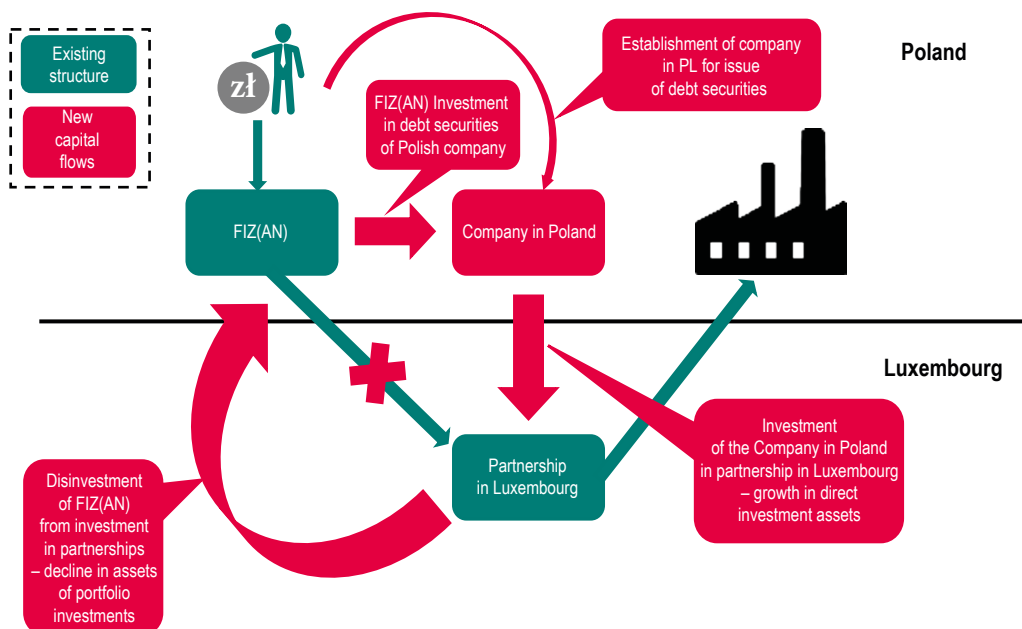 Existing
structure
New
capital
flows
zł
FIZ(AN) Investment
in debt securities
of Polish company
Establishment of company
in PL for issue
of debt securities
Poland
FIZ(AN)
Company in Poland
Luxembourg
Partnership
in Luxembourg
Investment
of the Company in Poland
in partnership in Luxembourg
– growth in direct
investment assets
Disinvestment
of FIZ(AN)
from investment
in partnerships
– decline in assets
of portfolio
investments